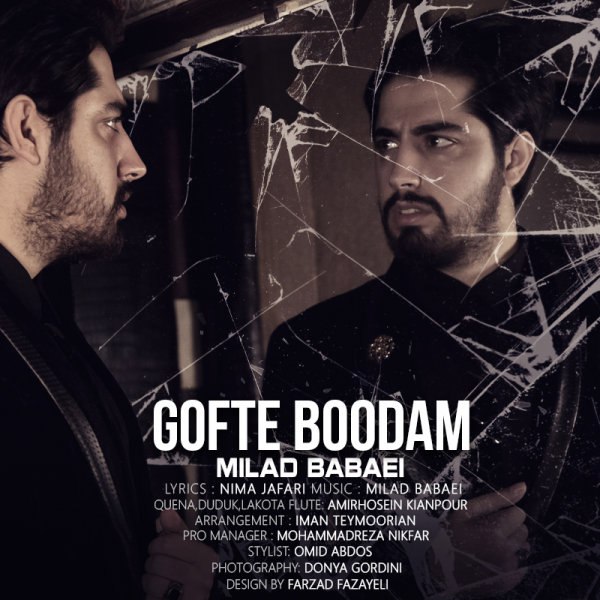 GOFTE BOODAM
MILAD BABAEI
LYRICS : NIMA JAFARI MUSIC : MILAD BABAEI
QUENA,DUDUK,LAKOTA FLUTE: AMIRHOSEIN KIANPOUR
ARRANGEMENT : IMAN TEYMOORIAN
PRO MANAGER : MOHAMMADREZA NIKFAR
STYLIST: OMID ABDOS
PHOTOGRAPHY: DONYA GORDINI
DESIGN BY FARZAD FAZAYELI